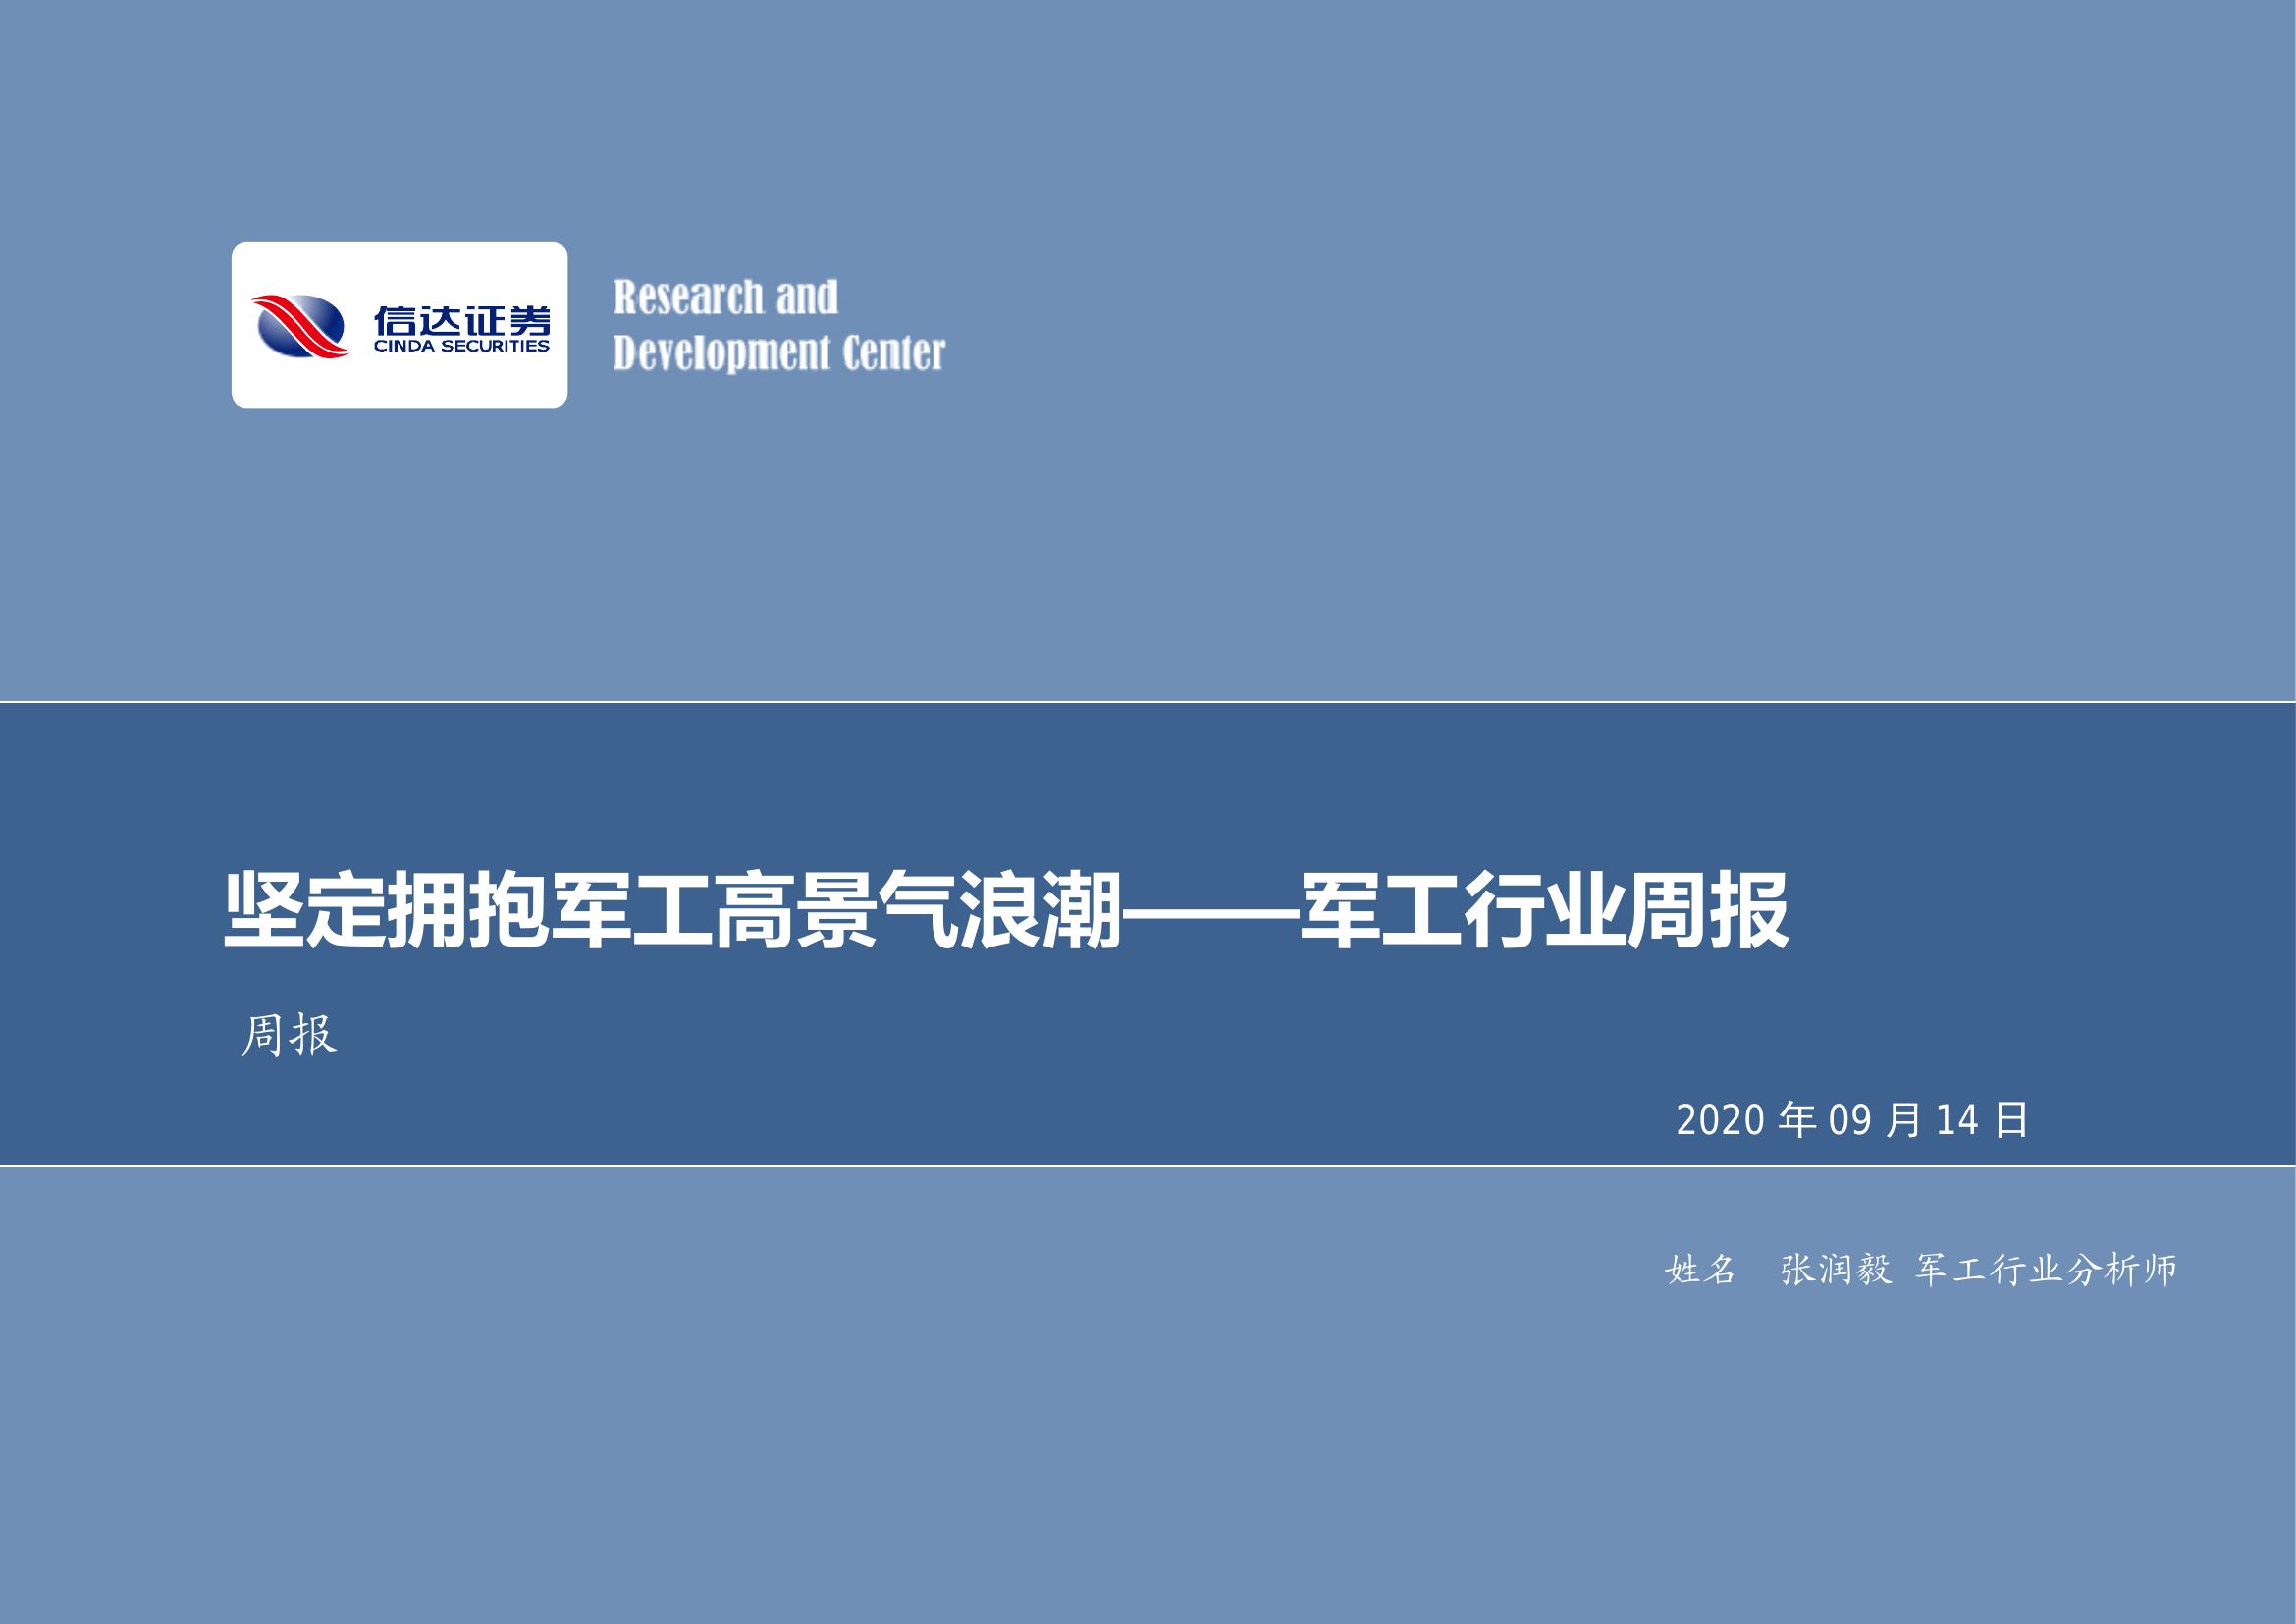 信达证券
CINDA SECURITIES
Research and
Development Center
坚定拥抱军工高景气浪潮——军工行业周报
周报
2020 年 09 月 14 日
姓名 张润毅 军工行业分析师